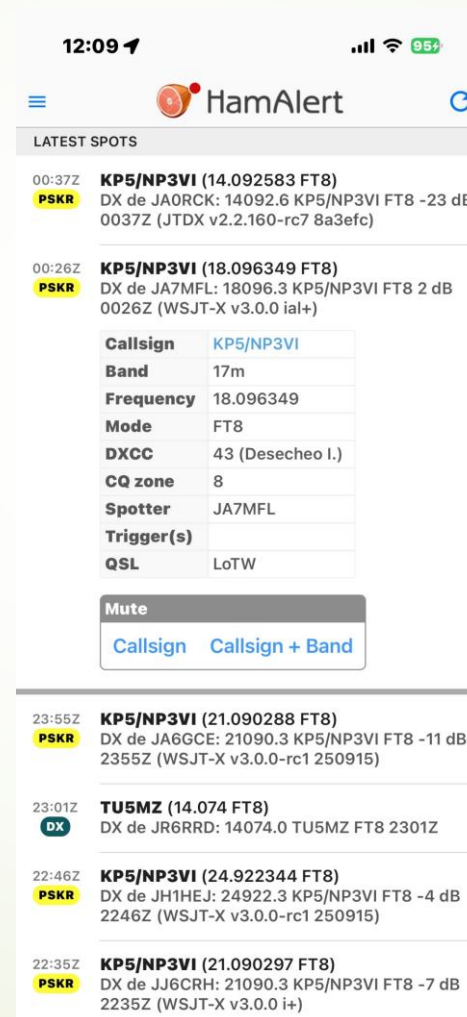 12:09
95
HamAlert
LATEST SPOTS
00:37Z KP5/NP3VI (14.092583 FT8)
PSKR DX de JA0RCK: 14092.6 KP5/NP3VI FT8 -23 dB
0037Z (JTDX v2.2.160-rc7 8a3efc)
00:26Z KP5/NP3VI (18.096349 FT8)
PSKR DX de JA7MFL: 18096.3 KP5/NP3VI FT8 2 dB
0026Z (WSJT-X v3.0.0 ial+)
Callsign KP5/NP3VI
Band 17m
Frequency 18.096349
Mode FT8
DXCC 43 (Desecheo I.)
CQ zone 8
Spotter JA7MFL
Trigger(s)
QSL LoTW
Mute
Callsign Callsign + Band
23:55Z KP5/NP3VI (21.090288 FT8)
PSKR DX de JA6GCE: 21090.3 KP5/NP3VI FT8 -11 dB
2355Z (WSJT-X v3.0.0-rc1 250915)
23:01Z TU5MZ (14.074 FT8)
DX DX de JR6RRD: 14074.0 TU5MZ FT8 2301Z
22:46Z KP5/NP3VI (24.922344 FT8)
PSKR DX de JH1HEJ: 24922.3 KP5/NP3VI FT8 -4 dB
2246Z (WSJT-X v3.0.0-rc1 250915)
22:35Z KP5/NP3VI (21.090297 FT8)
PSKR DX de JJ6CRH: 21090.3 KP5/NP3VI FT8 -7 dB
2235Z (WSJT-X v3.0.0 i+)